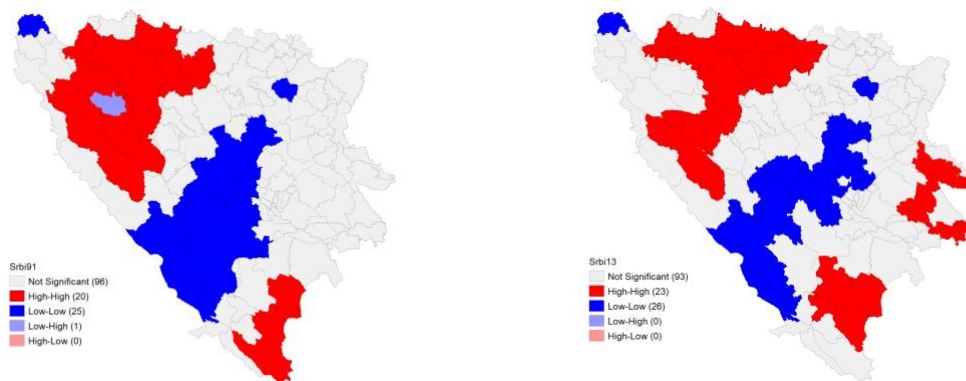 Srbi91
Not Significant (96)
High-High (20)
Low-Low (25)
Low-High (1)
High-Low (0)
Srbi13
Not Significant (93)
High-High (23)
Low-Low (26)
Low-High (0)
High-Low (0)